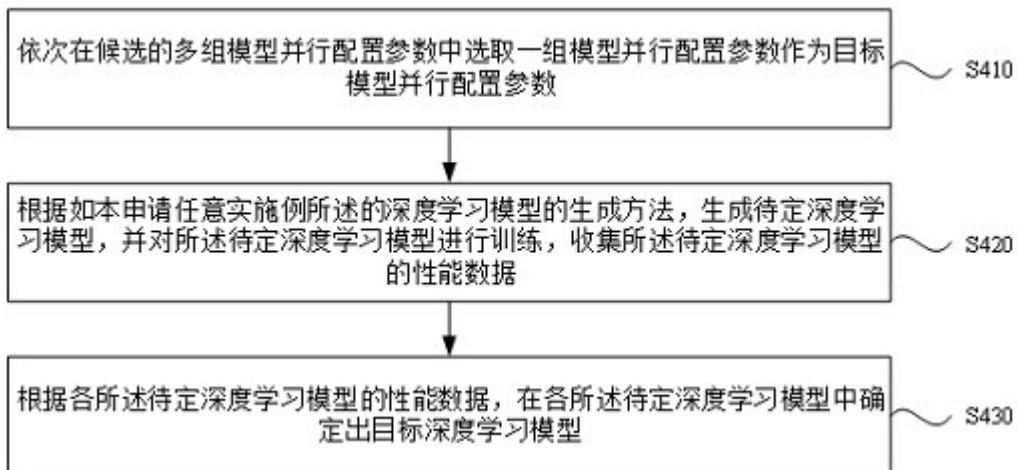 依次在候选的多组模型并行配置参数中选取一组模型并行配置参数作为目标
模型并行配置参数
S410
根据如本申请任意实施例所述的深度学习模型的生成方法，生成待定深度学
习模型，并对所述待定深度学习模型进行训练，收集所述待定深度学习模型
的性能数据
S420
根据各所述待定深度学习模型的性能数据，在各所述待定深度学习模型中确
定出目标深度学习模型
S430